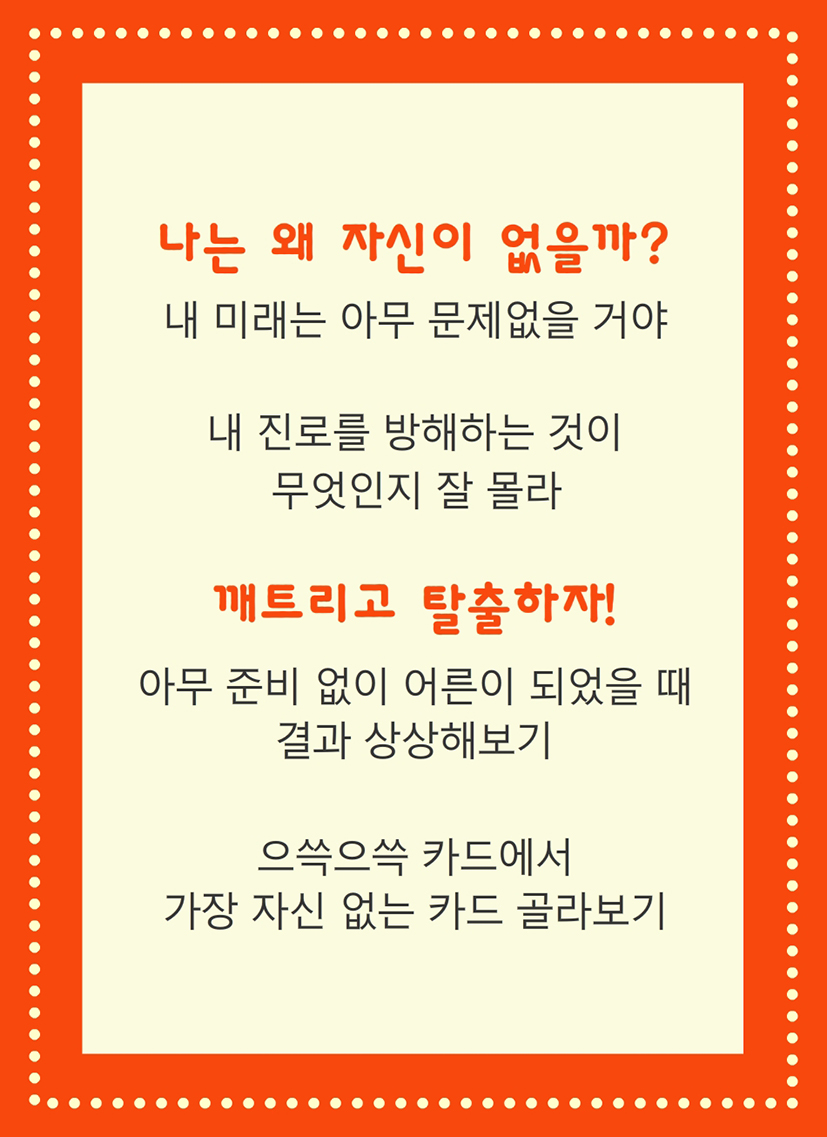 나는 왜 자신이 없을까?
내 미래는 아무 문제없을 거야
내 진로를 방해하는 것이
무엇인지 잘 몰라
깨트리고 탈출하자!
아무 준비 없이 어른이 되었을 때
결과 상상해보기
으쓱으쓱 카드에서
가장 자신 없는 카드 골라보기